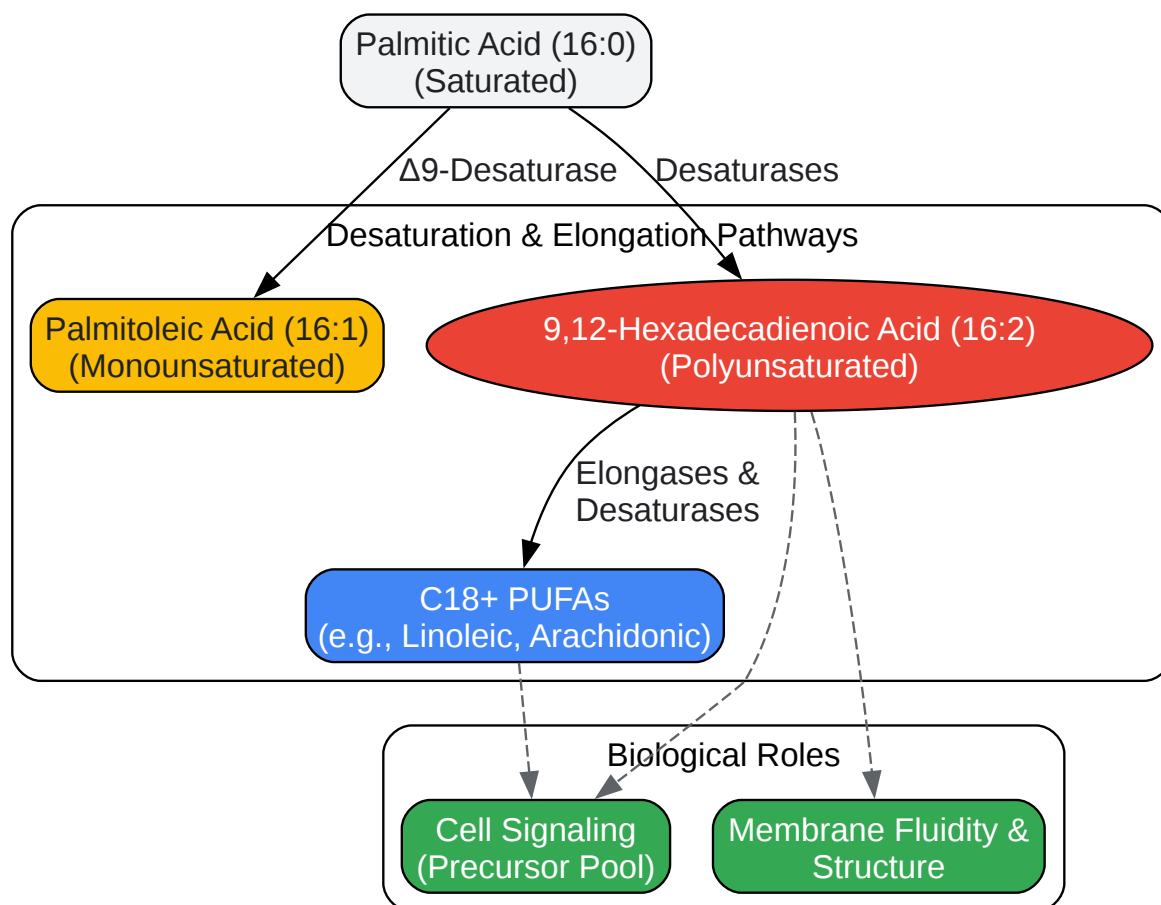 Palmitic Acid (16:0)
(Saturated)
Δ9-Desaturase
Desaturases
Desaturation & Elongation Pathways
Palmitoleic Acid (16:1)
(Monounsaturated)
9,12-Hexadecadienoic Acid (16:2)
(Polyunsaturated)
Elongases &
Desaturases
C18+ PUFAs
(e.g., Linoleic, Arachidonic)
Biological Roles
Cell Signaling
(Precursor Pool)
Membrane Fluidity &
Structure